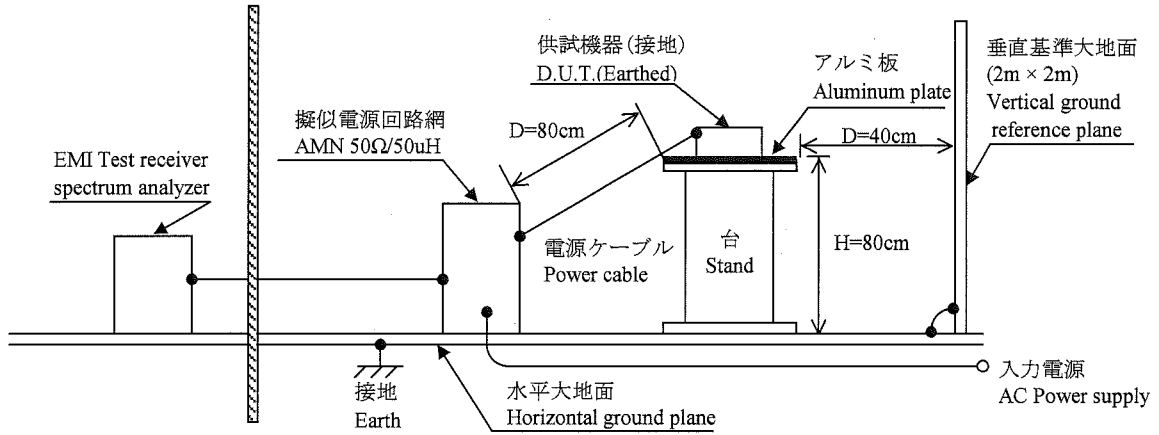 供試機器(接地)
D.U.T.(Earthed)
アルミ板
Aluminum plate
垂直基準大地面
(2m × 2m)
Vertical ground
reference plane
擬似電源回路網
AMN 50Ω/50uH
D=80cm
D=40cm
EMI Test receiver
spectrum analyzer
電源ケーブル
Power cable
台
Stand
H=80cm
接地
Earth
水平大地面
Horizontal ground plane
入力電源
AC Power supply